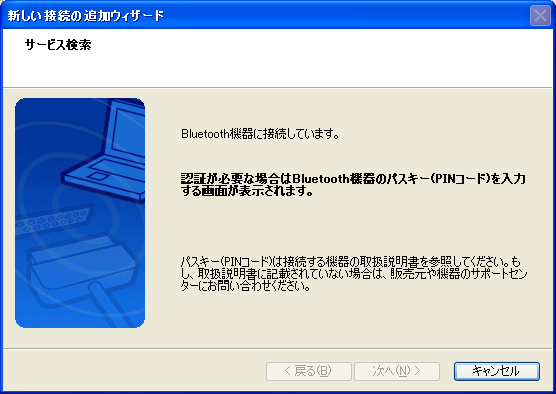 新しい接続の追加ウィザード
サービス検索
Bluetooth機器に接続しています。
認証が必要な場合はBluetooth機器のパスキー(PINコード)を入力
する画面が表示されます。
パスキー(PINコード)は接続する機器の取扱説明書を参照してください。も
し、取扱説明書に記載されていない場合は、販売元や機器のサポートセン
ターにお問い合わせください。
< 戻る(B) 次へ(N) > キャンセル